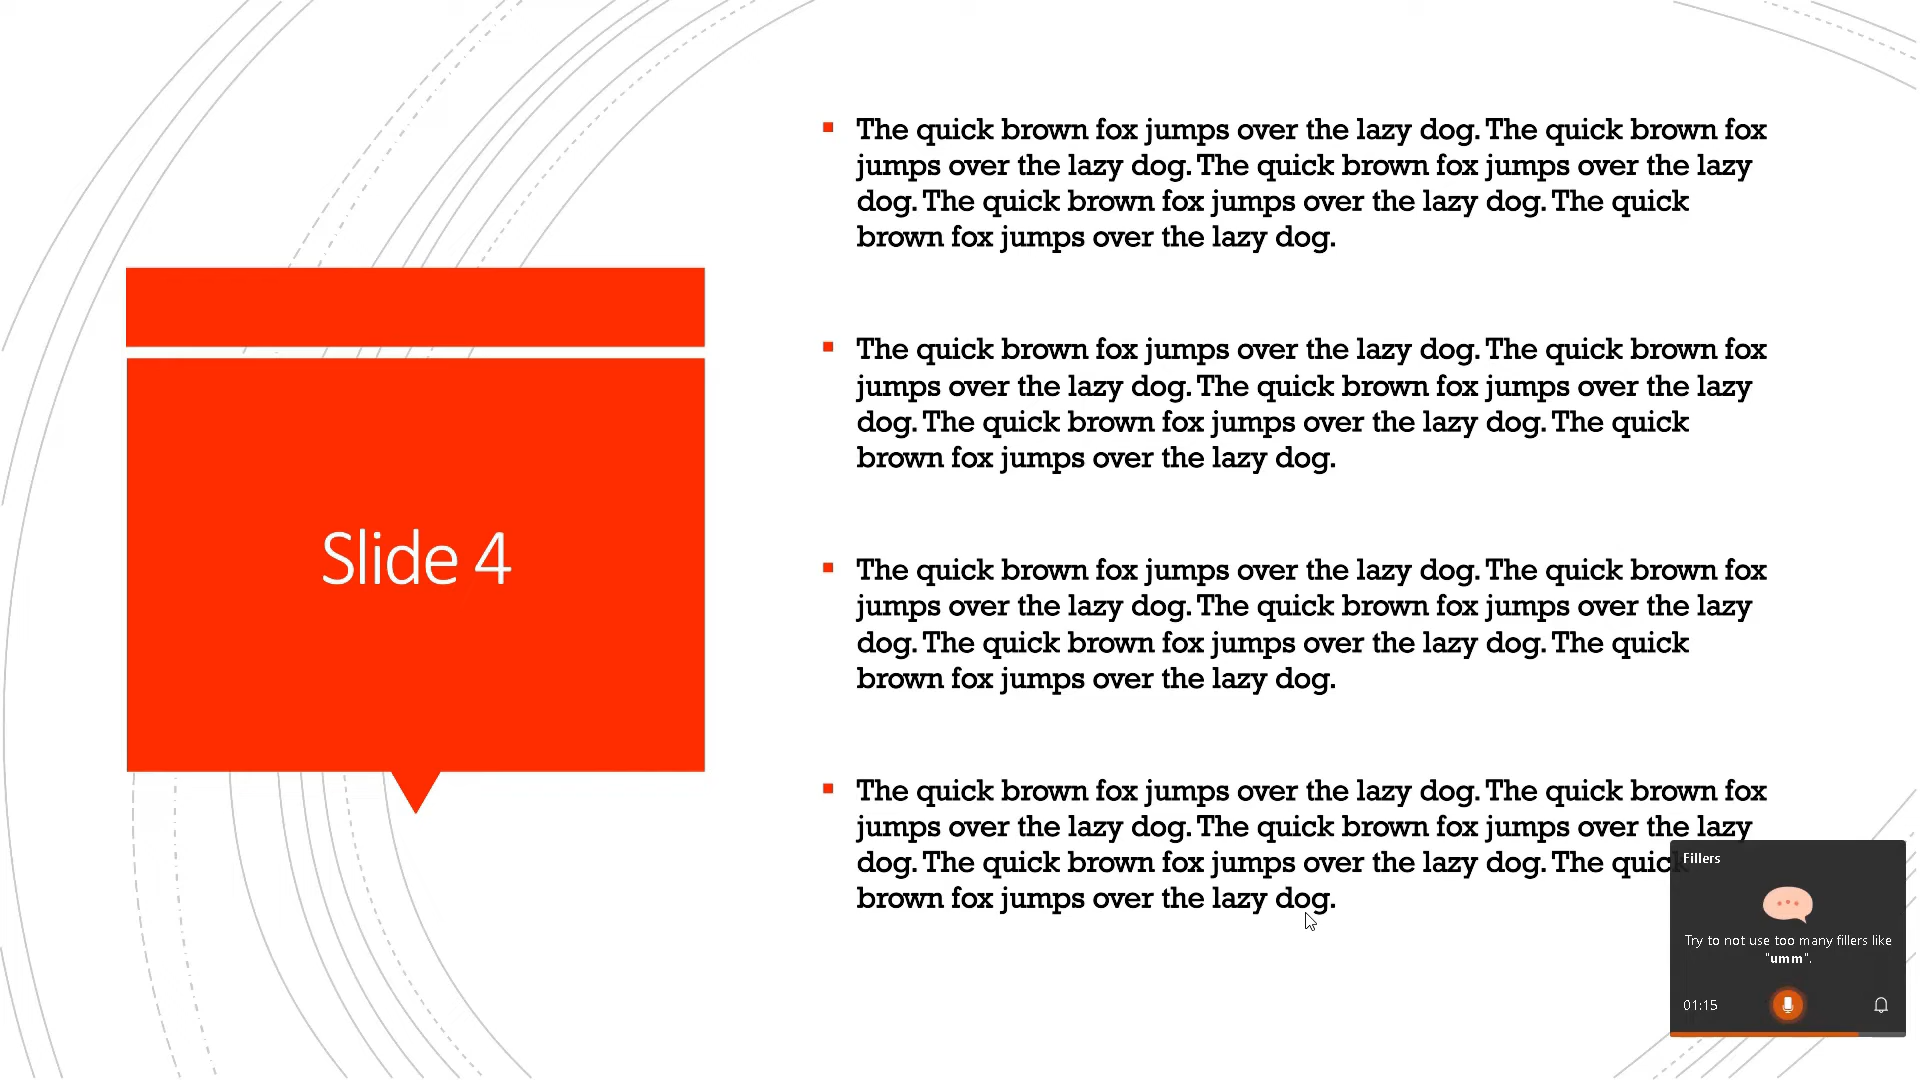 Slide 4
The quick brown fox jumps over the lazy dog. The quick brown fox
jumps over the lazy dog. The quick brown fox jumps over the lazy
dog. The quick brown fox jumps over the lazy dog. The quick
brown fox jumps over the lazy dog.
The quick brown fox jumps over the lazy dog. The quick brown fox
jumps over the lazy dog. The quick brown fox jumps over the lazy
dog. The quick brown fox jumps over the lazy dog. The quick
brown fox jumps over the lazy dog.
The quick brown fox jumps over the lazy dog. The quick brown fox
jumps over the lazy dog. The quick brown fox jumps over the lazy
dog. The quick brown fox jumps over the lazy dog. The quick
brown fox jumps over the lazy dog.
The quick brown fox jumps over the lazy dog. The quick brown fox
jumps over the lazy dog. The quick brown fox jumps over the lazy
dog. The quick brown fox jumps over the lazy dog. The quick
brown fox jumps over the lazy dog.
Fillers
Try to not use too many fillers like
"umm".
01:15